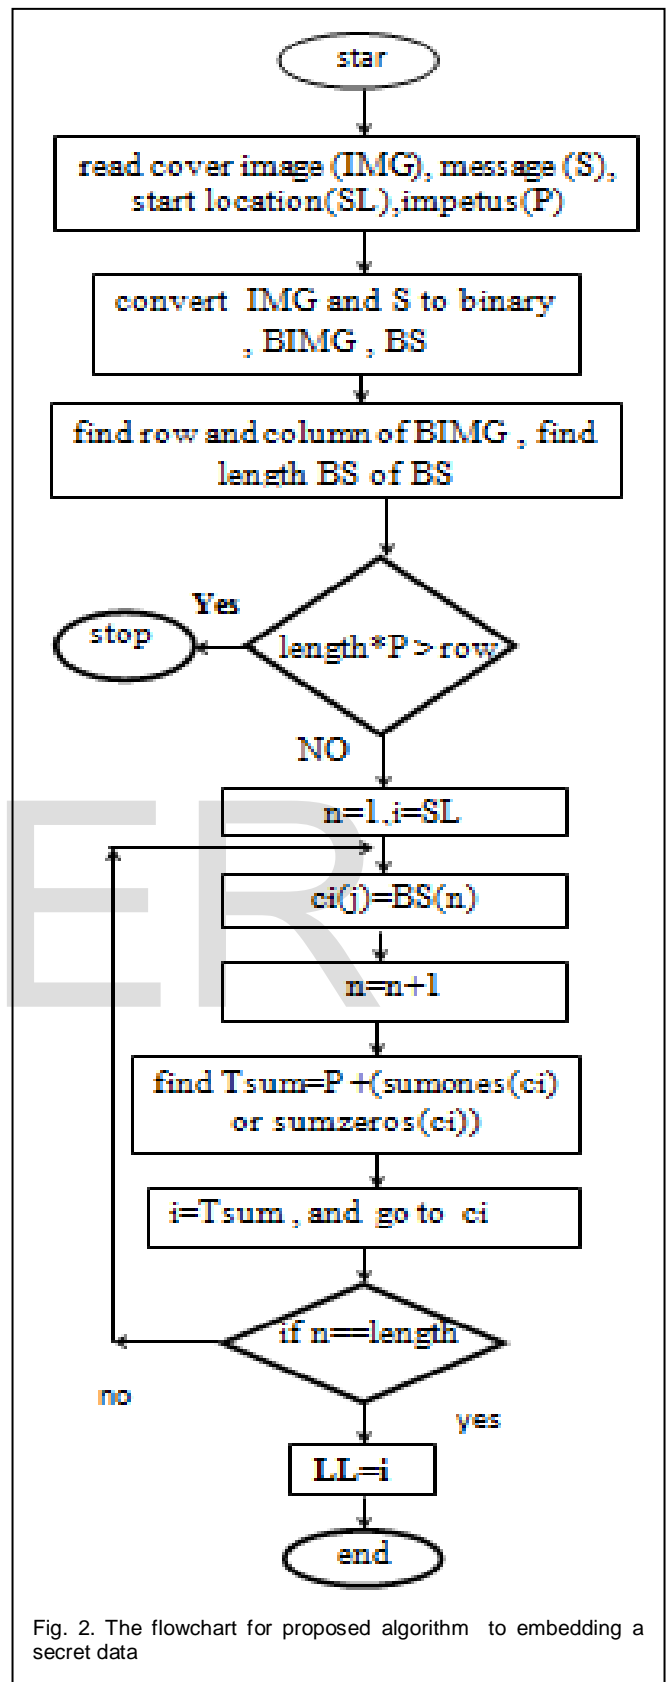 star
read cover image (IMG), message (S),
start location(SL),impetus(P)
convert IMG and S to binary
, BIMG , BS
find row and column of BIMG , find
length BS of BS
Yes
stop
length*P > row
NO
n=1,i=SL
ci(j)=BS(n)
n=n+1
find Tsum=P+(sumones(ci)
or sumzeros(ci))
i=Tsum , and go to ci
if n==length
no
yes
LL=i
end
ER
Fig. 2. The flowchart for proposed algorithm to embedding a
secret data